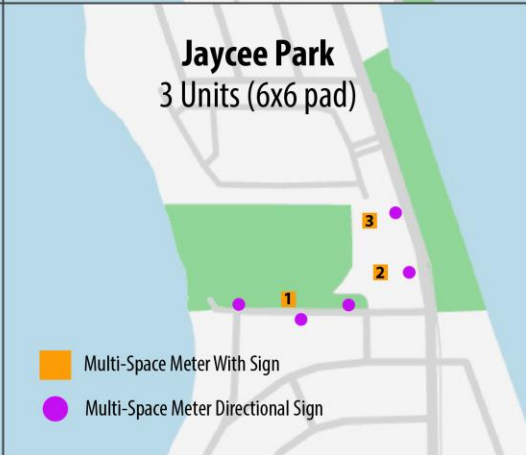 Jaycee Park
3 Units (6x6 pad)
3
2
1
Multi-Space Meter With Sign
Multi-Space Meter Directional Sign